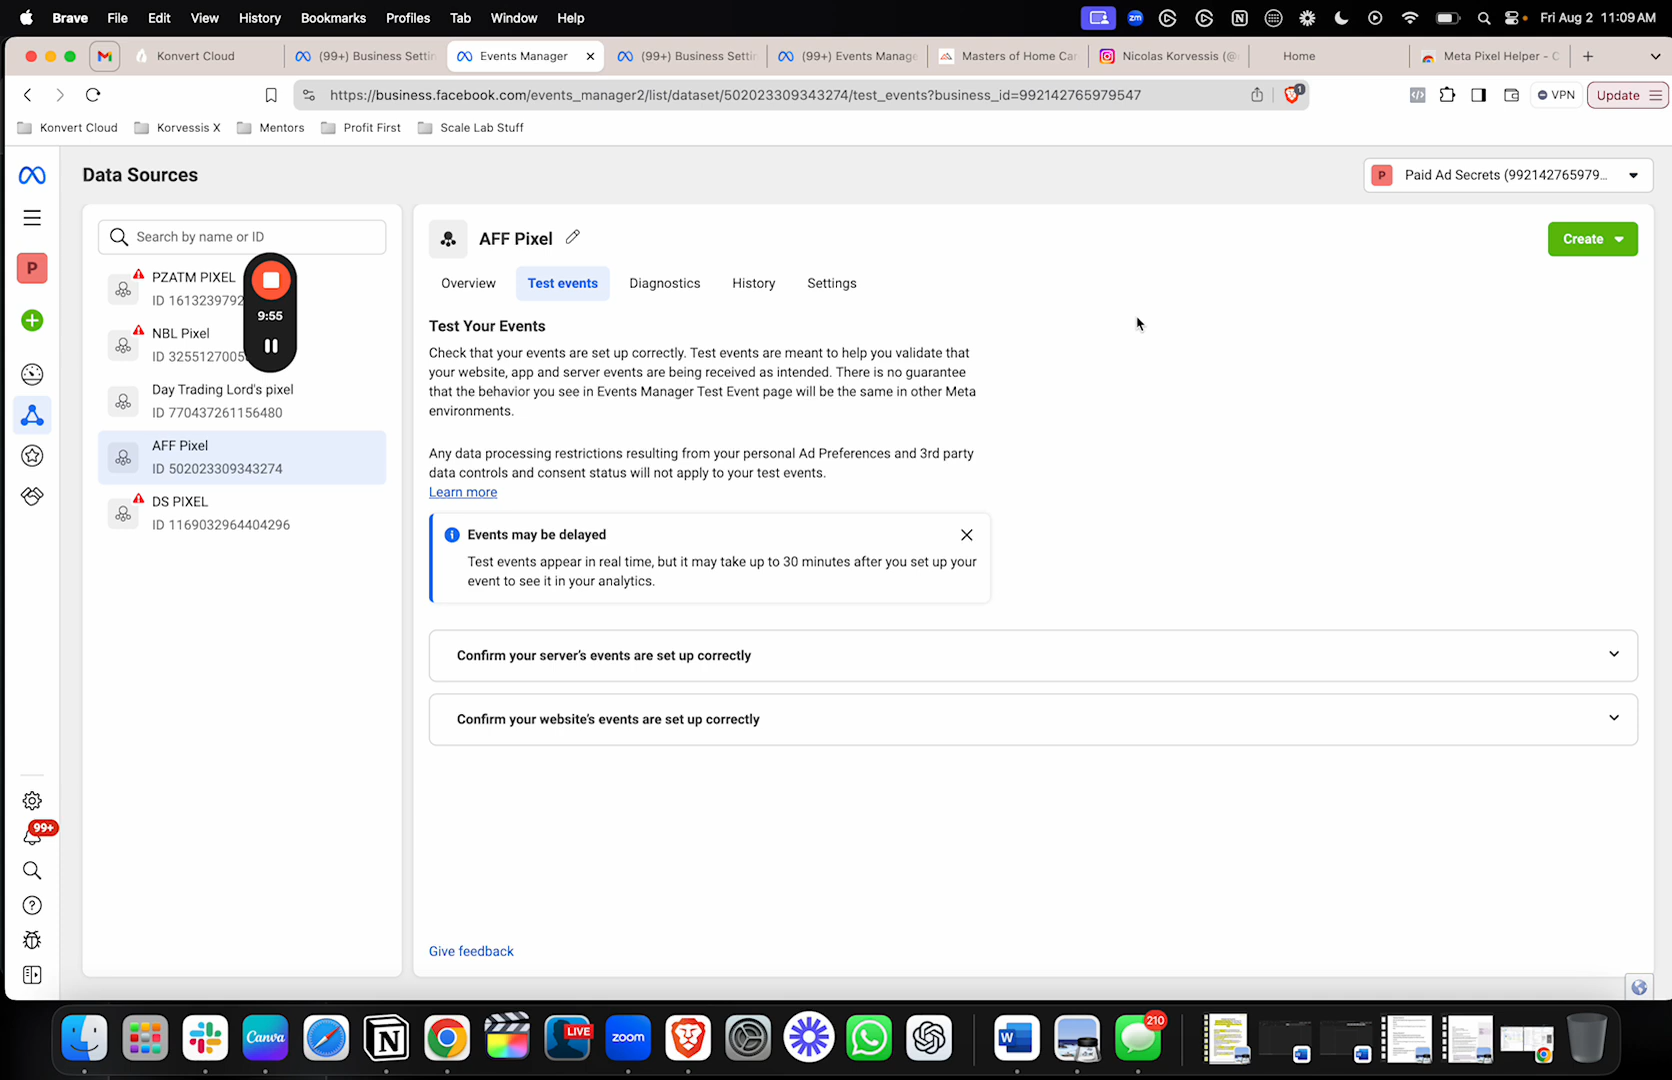 Brave File Edit View History Bookmarks Profiles Tab Window Help
zm
Fri Aug 2 11:09 AM
Konvert Cloud
(99+) Business Settin
Events Manager
(99+) Business Settin
(99+) Events Manage
Masters of Home Car
Nicolas Korvessis (@
Home
Meta Pixel Helper - C
https://business.facebook.com/events_manager2/list/dataset/502023309343274/test_events?business_id=992142765979547
1
VPN
Update
Konvert Cloud
Korvessis X
Mentors
Profit First
Scale Lab Stuff
Data Sources
P
Paid Ad Secrets (992142765979...
Search by name or ID
PZATM PIXEL
ID 1613239792
NBL Pixel
ID 325512700
Day Trading Lord's pixel
ID 770437261156480
AFF Pixel
ID 502023309343274
DS PIXEL
ID 1169032964404296
9:55
P
99+
AFF Pixel
Create
Overview
Test events
Diagnostics
History
Settings
Test Your Events
Check that your events are set up correctly. Test events are meant to help you validate that
your website, app and server events are being received as intended. There is no guarantee
that the behavior you see in Events Manager Test Event page will be the same in other Meta
environments.
Any data processing restrictions resulting from your personal Ad Preferences and 3rd party
data controls and consent status will not apply to your test events.
Learn more
Events may be delayed
Test events appear in real time, but it may take up to 30 minutes after you set up your
event to see it in your analytics.
Confirm your server's events are set up correctly
Confirm your website's events are set up correctly
Give feedback
Canva
LIVE
zoom
W
210